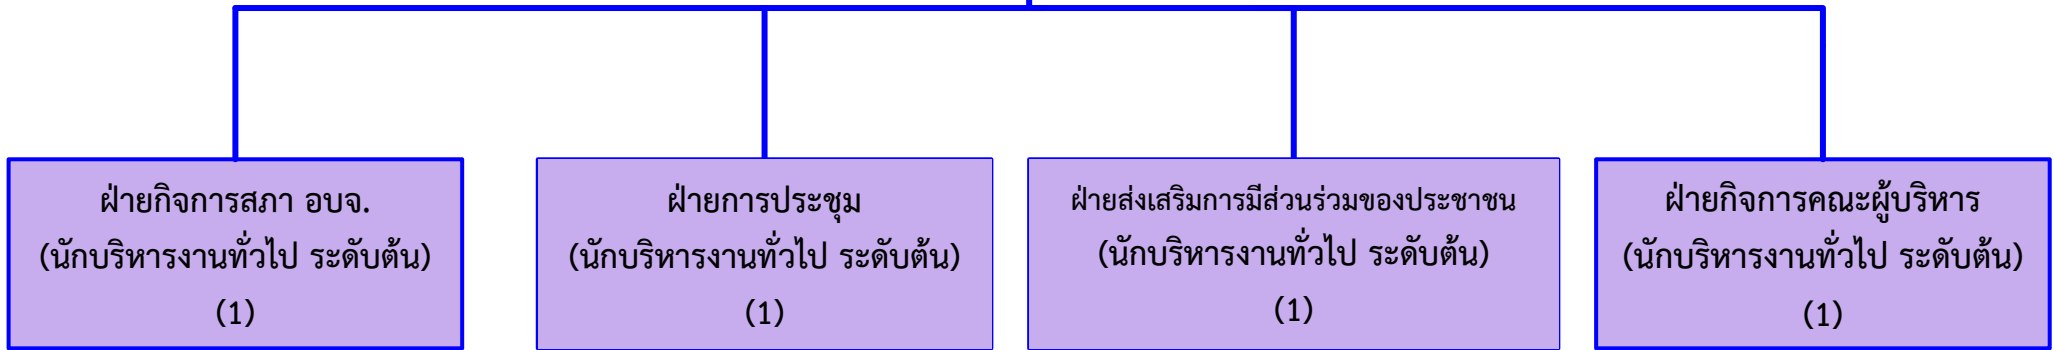 ฝ่ายกิจการสภา อบจ.
(นักบริหารงานทั่วไป ระดับต้น)
(1)
ฝ่ายการประชุม
(นักบริหารงานทั่วไป ระดับต้น)
(1)
ฝ่ายส่งเสริมการมีส่วนร่วมของประชาชน
(นักบริหารงานทั่วไป ระดับต้น)
(1)
ฝ่ายกิจการคณะผู้บริหาร
(นักบริหารงานทั่วไป ระดับต้น)
(1)